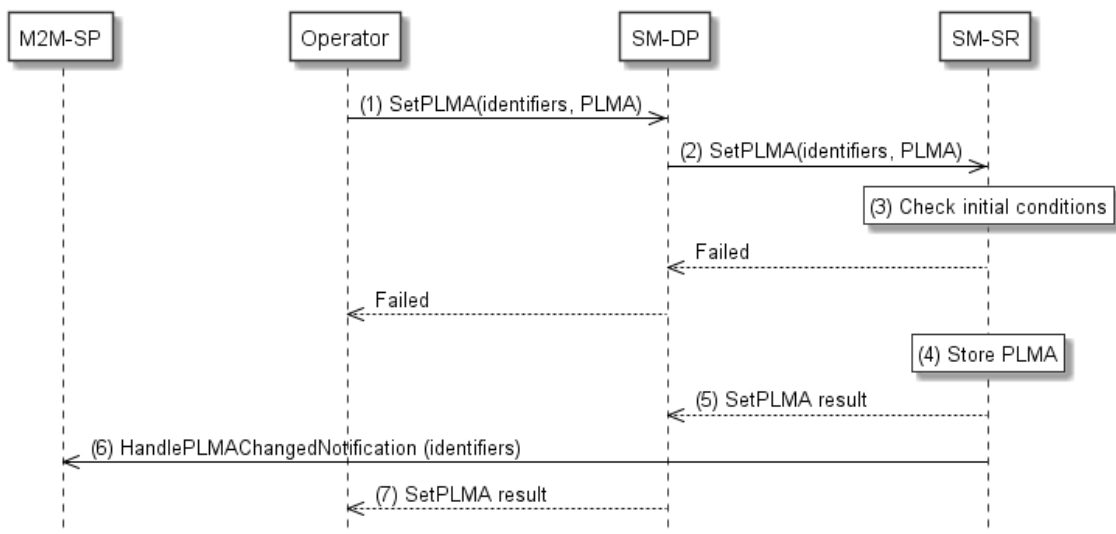 M2M-SP
Operator
SM-DP
SM-SR
(1) SetPLMA(identifiers, PLMA)
(2) SetPLMA(identifiers, PLMA)
(3) Check initial conditions
Failed
Failed
(4) Store PLMA
(5) SetPLMA result
(6) HandlePLMAChangedNotification (identifiers)
(7) SetPLMA result